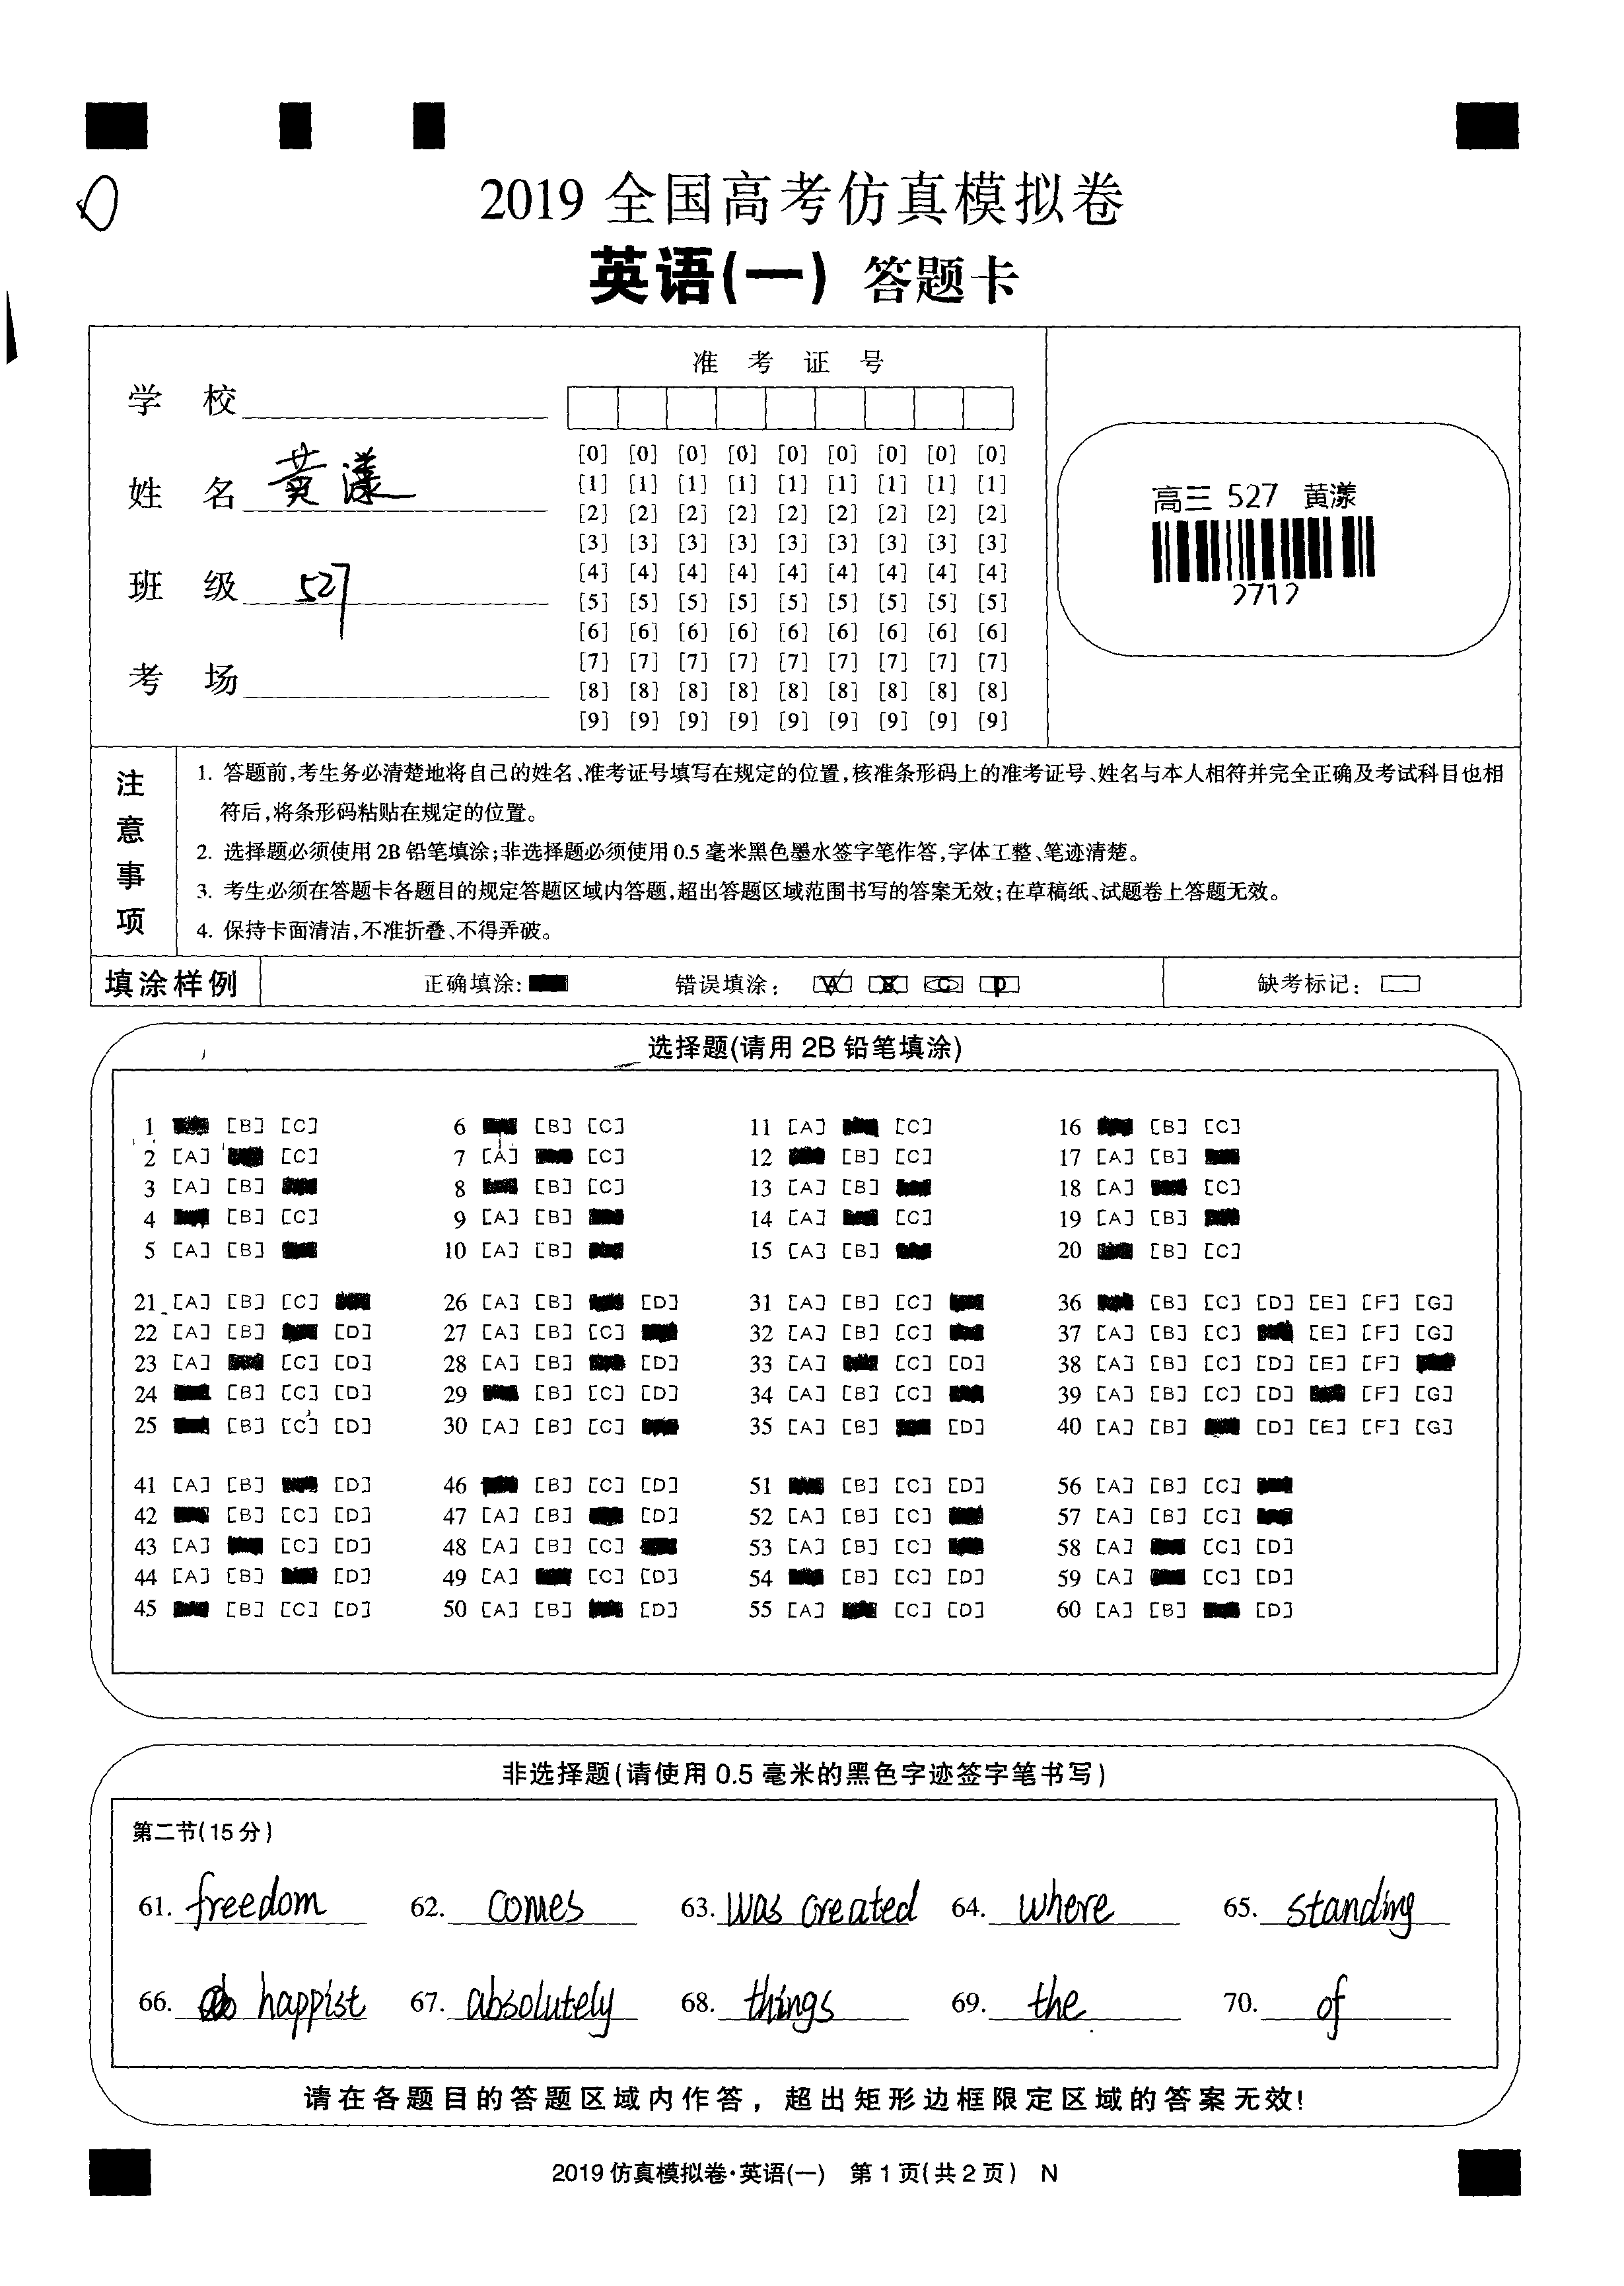 2019 全国高考仿真模拟卷
英语(一) 答题卡
准 考 证 号
学 校
姓 名 黄漾
班 级 527
考 场
[0] [0] [0] [0] [0] [0] [0] [0] [0]
[1] [1] [1] [1] [1] [1] [1] [1] [1]
[2] [2] [2] [2] [2] [2] [2] [2] [2]
[3] [3] [3] [3] [3] [3] [3] [3] [3]
[4] [4] [4] [4] [4] [4] [4] [4] [4]
[5] [5] [5] [5] [5] [5] [5] [5] [5]
[6] [6] [6] [6] [6] [6] [6] [6] [6]
[7] [7] [7] [7] [7] [7] [7] [7] [7]
[8] [8] [8] [8] [8] [8] [8] [8] [8]
[9] [9] [9] [9] [9] [9] [9] [9] [9]
高三 527 黄漾
2712
注意事项
1. 答题前,考生务必清楚地将自己的姓名、准考证号填写在规定的位置,核准条形码上的准考证号、姓名与本人相符并完全正确及考试科目也相
符后,将条形码粘贴在规定的位置。
2. 选择题必须使用2B铅笔填涂;非选择题必须使用0.5毫米黑色墨水签字笔作答,字体工整、笔迹清楚。
3. 考生必须在答题卡各题目的规定答题区域内答题,超出答题区域范围书写的答案无效;在草稿纸、试题卷上答题无效。
4. 保持卡面清洁,不准折叠、不得弄破。
填涂样例 正确填涂: 错误填涂: A B C D 缺考标记:
选择题(请用2B铅笔填涂)
1 [B] [C] 6 [B] [C] 11 [A] [C] 16 [B] [C]
2 [A] [C] 7 [A] [C] 12 [B] [C] 17 [A] [B]
3 [A] [B] 8 [B] [C] 13 [A] [B] 18 [A] [C]
4 [B] [C] 9 [A] [B] 14 [A] [C] 19 [A] [B]
5 [A] [B] 10 [A] [B] 15 [A] [B] 20 [B] [C]
21 [A] [B] [C] 26 [A] [B] [D] 31 [A] [B] [C] 36 [B] [C] [D] [E] [F] [G]
22 [A] [B] [D] 27 [A] [B] [C] 32 [A] [B] [C] 37 [A] [B] [C] [E] [F] [G]
23 [A] [C] [D] 28 [A] [B] [D] 33 [A] [C] [D] 38 [A] [B] [C] [D] [E] [F]
24 [B] [C] [D] 29 [B] [C] [D] 34 [A] [B] [C] 39 [A] [B] [C] [D] [F] [G]
25 [B] [C] [D] 30 [A] [B] [C] 35 [A] [B] [D] 40 [A] [B] [D] [E] [F] [G]
41 [A] [B] [D] 46 [B] [C] [D] 51 [B] [C] [D] 56 [A] [B] [C]
42 [B] [C] [D] 47 [A] [B] [D] 52 [A] [B] [C] 57 [A] [B] [C]
43 [A] [C] [D] 48 [A] [B] [C] 53 [A] [B] [C] 58 [A] [C] [D]
44 [A] [B] [D] 49 [A] [C] [D] 54 [B] [C] [D] 59 [A] [C] [D]
45 [B] [C] [D] 50 [A] [B] [D] 55 [A] [C] [D] 60 [A] [B] [D]
非选择题(请使用0.5毫米的黑色字迹签字笔书写)
第二节(15分)
61. freedom 62. comes 63. was created 64. where 65. standing
66. happist 67. absolutely 68. things 69. the 70. of
请在各题目的答题区域内作答,超出矩形边框限定区域的答案无效!
2019仿真模拟卷·英语(一) 第1页(共2页) N